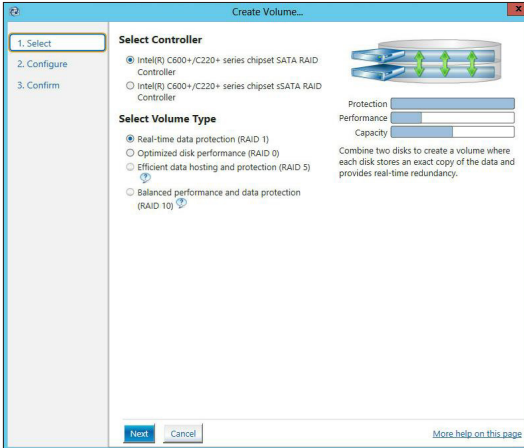 Create Volume...
x
1. Select
2. Configure
3. Confirm
Select Controller
Intel(R) C600+/C220+ series chipset SATA RAID
Controller
Intel(R) C600+/C220+ series chipset sSATA RAID
Controller
Select Volume Type
Real-time data protection (RAID 1)
Optimized disk performance (RAID 0)
Efficient data hosting and protection (RAID 5)
?
Balanced performance and data protection
(RAID 10) ?
Protection
Performance
Capacity
Combine two disks to create a volume where
each disk stores an exact copy of the data and
provides real-time redundancy.
Next
Cancel
More help on this page